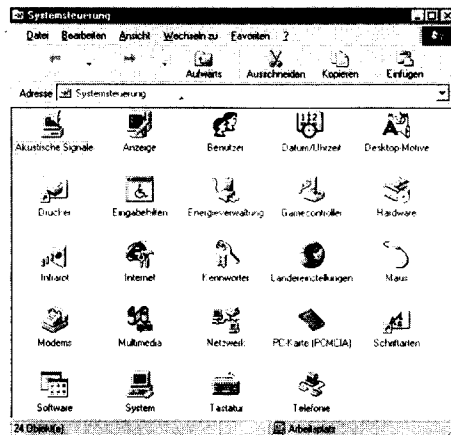 Systemsteuerung
Datei Bearbeiten Ansicht Wechseln zu Favoriten ?
Aufwärts Ausschneiden Kopieren Einfügen
Adresse Systemsteuerung
Akustische Signale Anzeige Benutzer Datum/Uhrzeit Desktop-Motive
Drucker Eingabehilfen Energieverwaltung Gamecontroller Hardware
Infrarot Internet Kennwörter Ländereinstellungen Maus
Modems Multimedia Netzwerk PC-Karte (PCMCIA) Schriftarten
Software System Tastatur Telefonie
24 Objekt(e) Arbeitsplatz